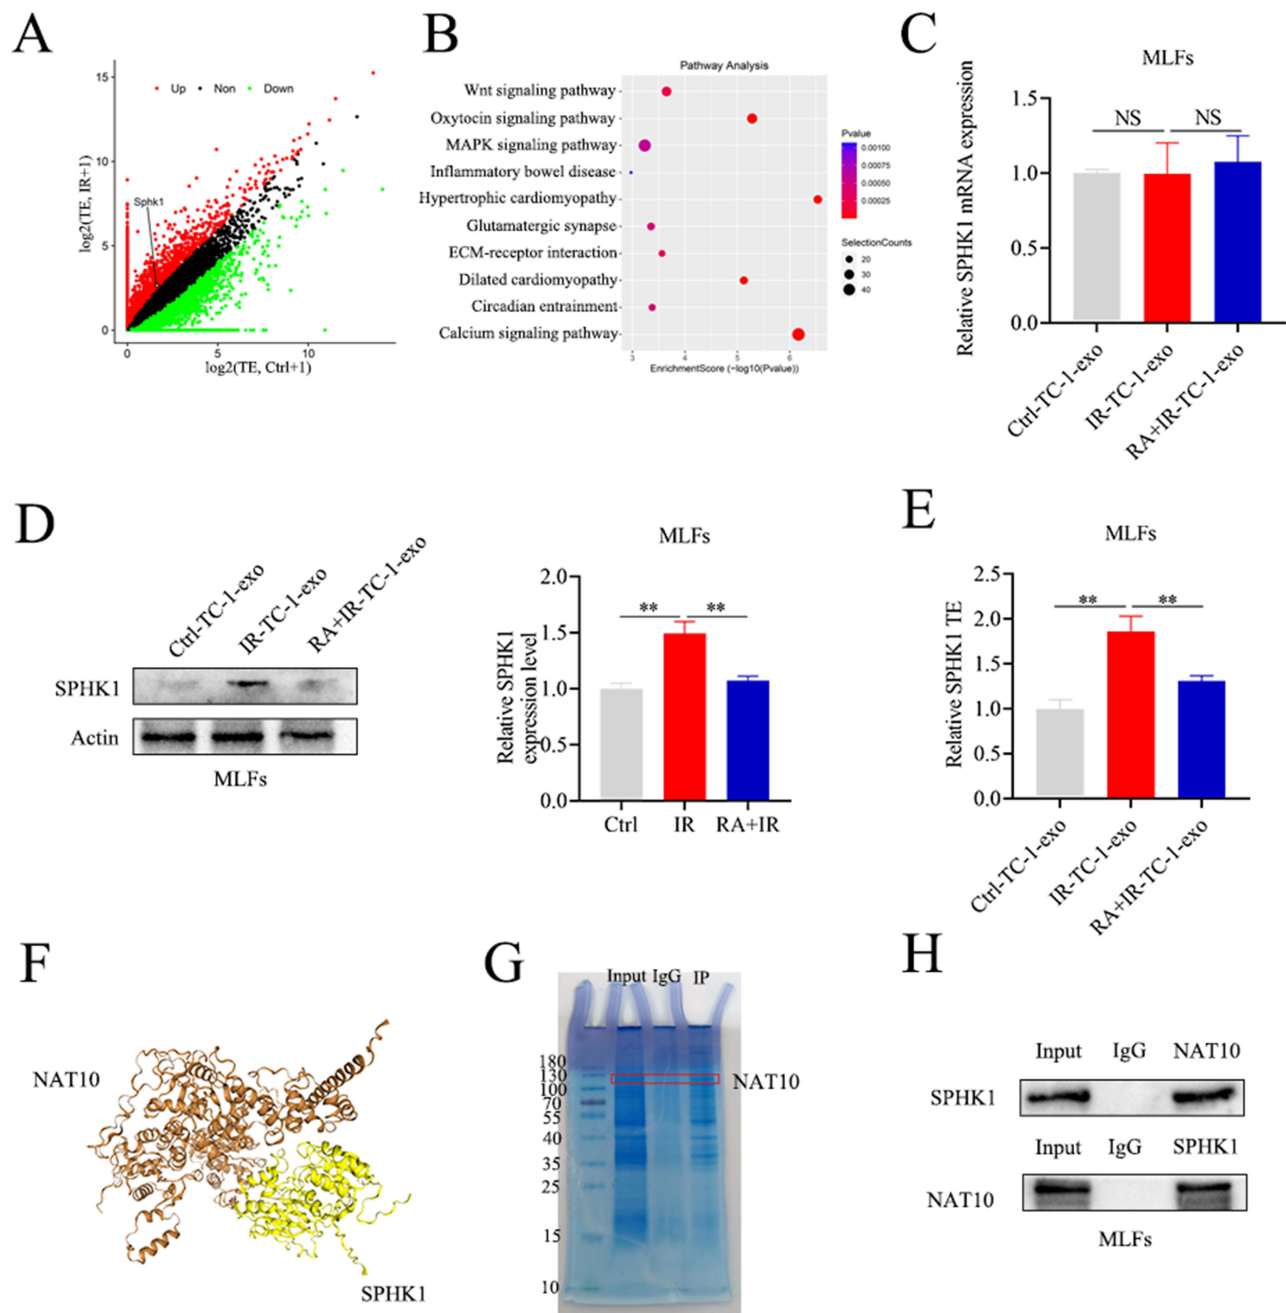 A
15
Up Non Down
10
log2(TE, IR+1)
Sphk1
5
0
0 5 10
log2(TE, Ctrl+1)
B
Pathway Analysis
Wnt signaling pathway
Oxytocin signaling pathway
MAPK signaling pathway
Inflammatory bowel disease
Hypertrophic cardiomyopathy
Glutamatergic synapse
ECM-receptor interaction
Dilated cardiomyopathy
Circadian entrainment
Calcium signaling pathway
3 4 5 6
EnrichmentScore (−log10(Pvalue))
Pvalue
0.00100
0.00075
0.00050
0.00025
SelectionCounts
20
30
40
C
MLFs
Relative SPHK1 mRNA expression
1.5
1.0
0.5
0.0
NS NS
Ctrl-TC-1-exo
IR-TC-1-exo
RA+IR-TC-1-exo
D
Ctrl-TC-1-exo
IR-TC-1-exo
RA+IR-TC-1-exo
SPHK1
Actin
MLFs
MLFs
Relative SPHK1
expression level
2.0
1.5
1.0
0.5
0.0
** **
Ctrl IR RA+IR
E
MLFs
Relative SPHK1 TE
2.5
2.0
1.5
1.0
0.5
0.0
** **
Ctrl-TC-1-exo
IR-TC-1-exo
RA+IR-TC-1-exo
F
NAT10
SPHK1
G
Input IgG IP
180
130
100
70
55
40
35
25
15
10
NAT10
H
Input IgG NAT10
SPHK1
Input IgG SPHK1
NAT10
MLFs